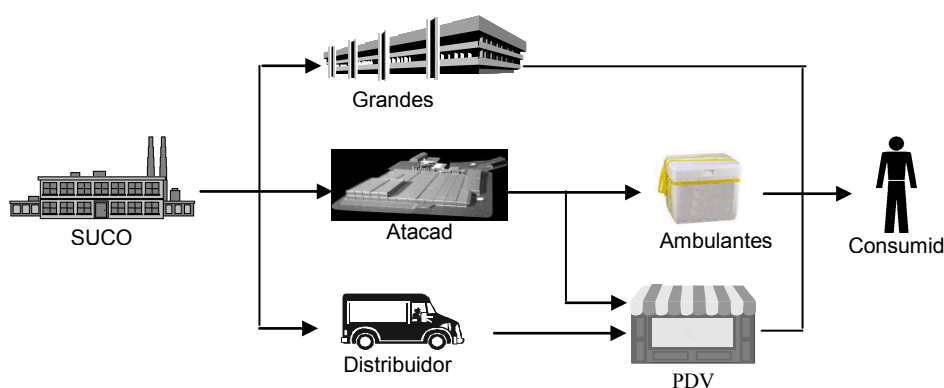 Grandes
SUCO
Atacad
Ambulantes
Consumid
Distribuidor
PDV